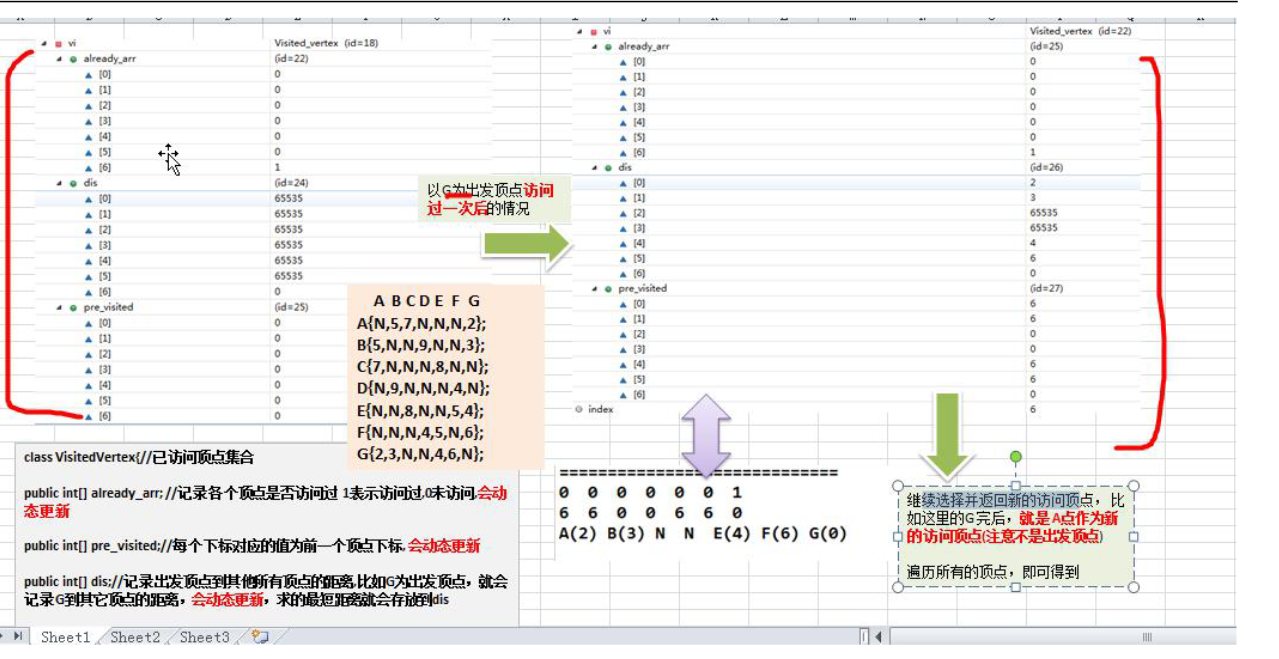 vi Visited_vertex (id=18)
already_arr (id=22)
[0] 0
[1] 0
[2] 0
[3] 0
[4] 0
[5] 0
[6] 1
dis (id=24)
[0] 65535
[1] 65535
[2] 65535
[3] 65535
[4] 65535
[5] 65535
[6] 0
pre_visited (id=25)
[0] 0
[1] 0
[2] 0
[3] 0
[4] 0
[5] 0
[6] 0
以G为出发顶点访问
过一次后的情况
A B C D E F G
A{N,5,7,N,N,N,2};
B{5,N,N,9,N,N,3};
C{7,N,N,N,8,N,N};
D{N,9,N,N,N,4,N};
E{N,N,8,N,N,5,4};
F{N,N,N,4,5,N,6};
G{2,3,N,N,4,6,N};
vi Visited_vertex (id=22)
already_arr (id=25)
[0] 0
[1] 0
[2] 0
[3] 0
[4] 0
[5] 0
[6] 1
dis (id=26)
[0] 2
[1] 3
[2] 65535
[3] 65535
[4] 4
[5] 6
[6] 0
pre_visited (id=27)
[0] 6
[1] 6
[2] 0
[3] 0
[4] 6
[5] 6
[6] 0
index 6
class VisitedVertex{//已访问顶点集合
public int[] already_arr; //记录各个顶点是否访问过 1表示访问过,0未访问,会动
态更新
public int[] pre_visited;//每个下标对应的值为前一个顶点下标, 会动态更新
public int[] dis;//记录出发顶点到其他所有顶点的距离,比如G为出发顶点，就会
记录G到其它顶点的距离，会动态更新，求的最短距离就会存放到dis
==============================
0 0 0 0 0 0 1
6 6 0 0 6 6 0
A(2) B(3) N N E(4) F(6) G(0)
继续选择并返回新的访问顶点，比
如这里的G完后，就是 A点作为新
的访问顶点(注意不是出发顶点)
遍历所有的顶点，即可得到
Sheet1 Sheet2 Sheet3